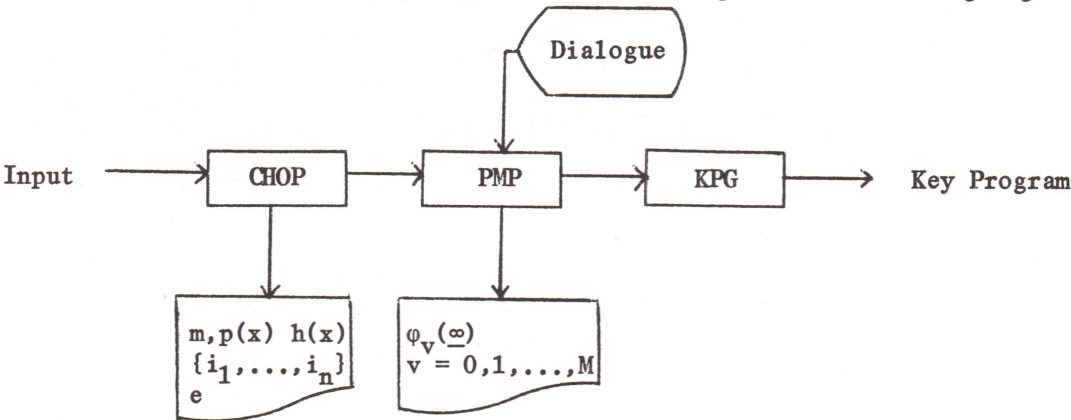 Dialogue
Input
CHOP
PMP
KPG
Key Program
m,p(x) h(x)
{i₁,...,iₙ}
e
φᵥ(∞)
v = 0,1,...,M